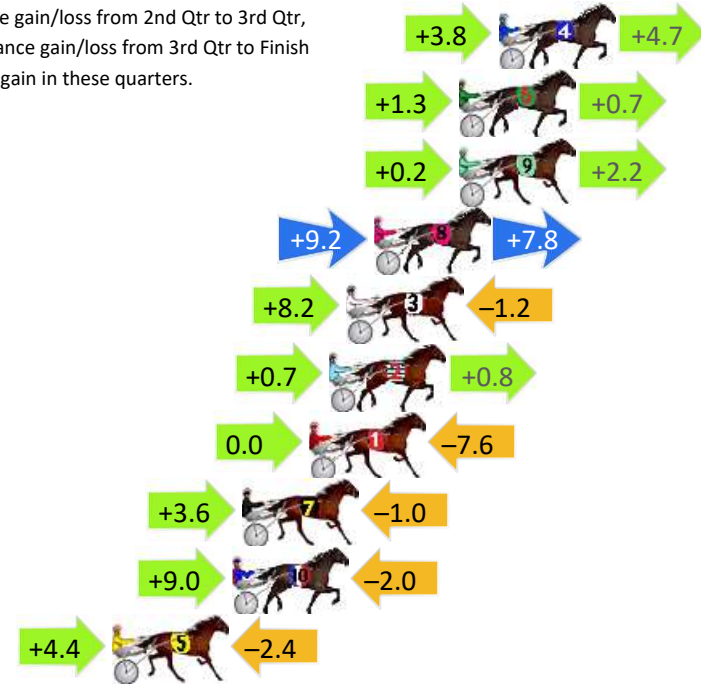 e gain/loss from 2nd Qtr to 3rd Qtr,
ance gain/loss from 3rd Qtr to Finish
gain in these quarters.
+3.8 4 +4.7
+1.3 6 +0.7
+0.2 9 +2.2
+9.2 8 +7.8
+8.2 3 –1.2
+0.7 2 +0.8
0.0 1 –7.6
+3.6 7 –1.0
+9.0 0 –2.0
+4.4 5 –2.4